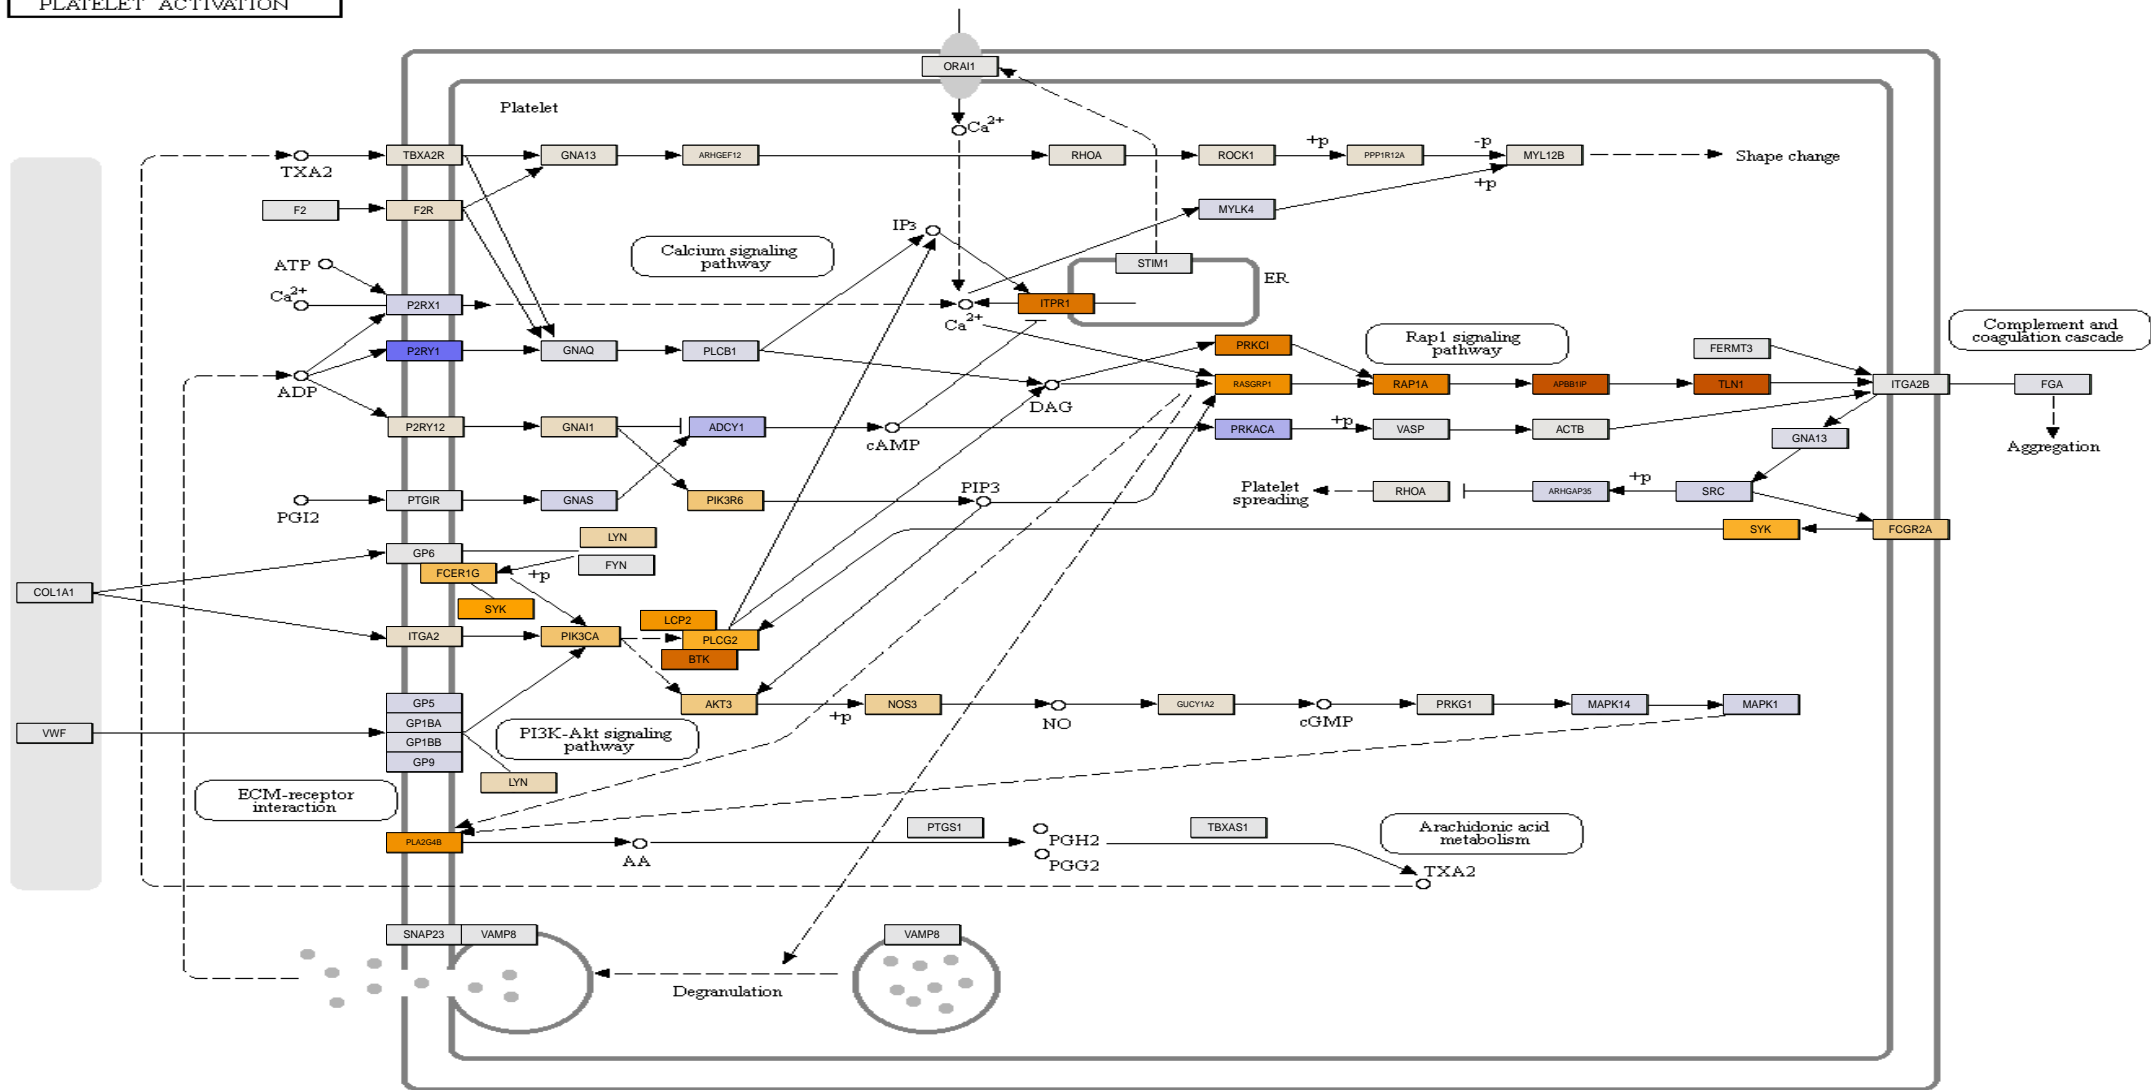 PLATELET ACTIVATION
ORAI1
Platelet
Ca2+
TXA2
TBXA2R
GNA13
ARHGEF12
RHOA
ROCK1
+p
PPP1R12A
-p
MYL12B
Shape change
+p
F2
F2R
MYLK4
IP3
Calcium signaling
pathway
ATP
STIM1
ER
Ca2+
P2RX1
ITPR1
Ca2+
Complement and
coagulation cascade
P2RY1
GNAQ
PLCB1
PRKCI
Rap1 signaling
pathway
FERMT3
ADP
DAG
RASGRP1
RAP1A
APBB1IP
TLN1
ITGA2B
FGA
P2RY12
GNAI1
ADCY1
cAMP
PRKACA
+p
VASP
ACTB
GNA13
Aggregation
PGI2
PTGIR
GNAS
PIK3R6
PIP3
Platelet
spreading
RHOA
ARHGAP35
+p
SRC
LYN
SYK
FCGR2A
GP6
FCER1G
+p
FYN
COL1A1
SYK
LCP2
ITGA2
PIK3CA
PLCG2
BTK
GP5
AKT3
+p
NOS3
NO
GUCY1A2
cGMP
PRKG1
MAPK14
MAPK1
VWF
GP1BA
GP1BB
GP9
PI3K-Akt signaling
pathway
LYN
ECM-receptor
interaction
PLA2G4B
AA
PTGS1
PGH2
PGG2
TBXAS1
Arachidonic acid
metabolism
TXA2
SNAP23
VAMP8
VAMP8
Degranulation